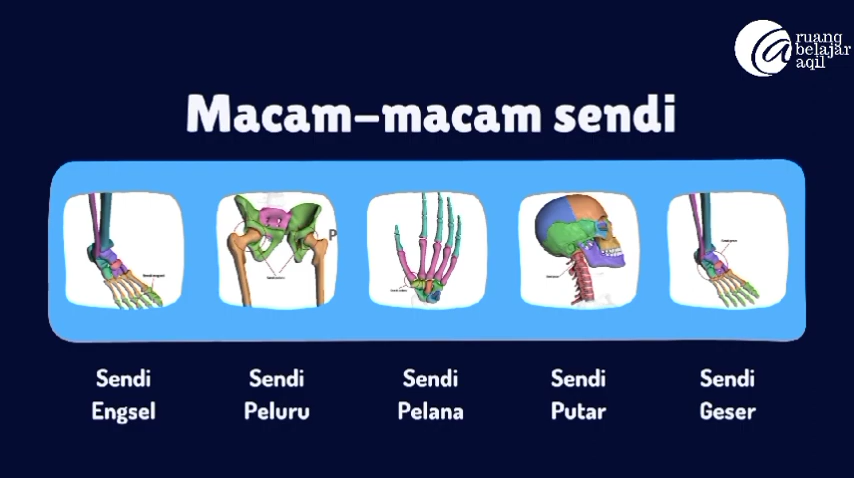 ruang
belajar
aqil
Macam-macam sendi
P
Sendi
Engsel
Sendi
Peluru
Sendi
Pelana
Sendi
Putar
Sendi
Geser